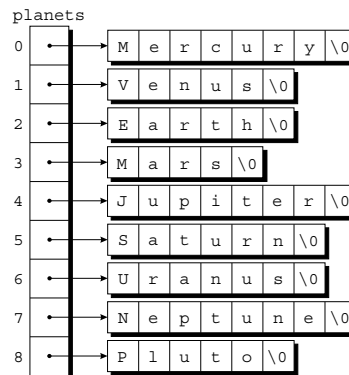 planets
0 M e r c u r y \0
1 V e n u s \0
2 E a r t h \0
3 M a r s \0
4 J u p i t e r \0
5 S a t u r n \0
6 U r a n u s \0
7 N e p t u n e \0
8 P l u t o \0